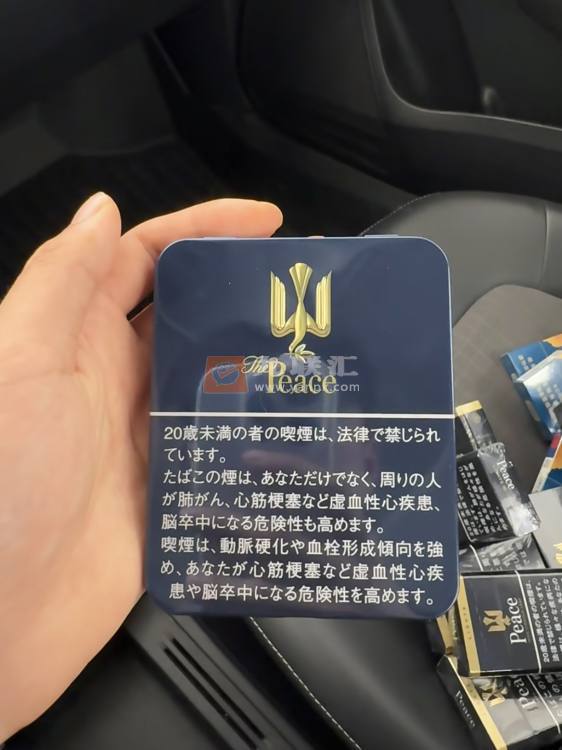 The
Peace
www.yanpk.com
20歳未満の者の喫煙は、法律で禁じられ
ています。
たばこの煙は、あなただけでなく、周りの人
が肺がん、心筋梗塞など虚血性心疾患、
脳卒中になる危険性も高めます。
喫煙は、動脈硬化や血栓形成傾向を強
め、あなたが心筋梗塞など虚血性心疾
患や脳卒中になる危険性を高めます。
Peace
Peace
Peace